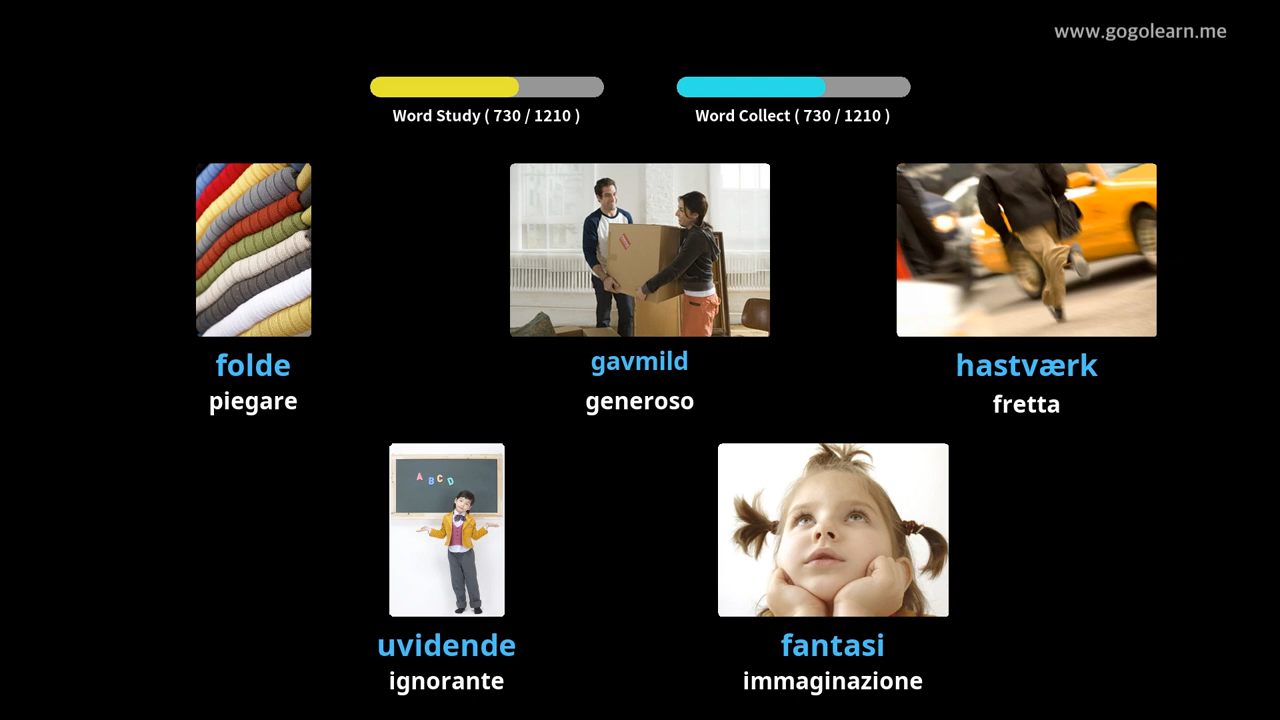 www.gogolearn.me
Word Study ( 730 / 1210 )
Word Collect ( 730 / 1210 )
folde
piegare
gavmild
generoso
hastværk
fretta
A B C D
uvidende
ignorante
fantasi
immaginazione